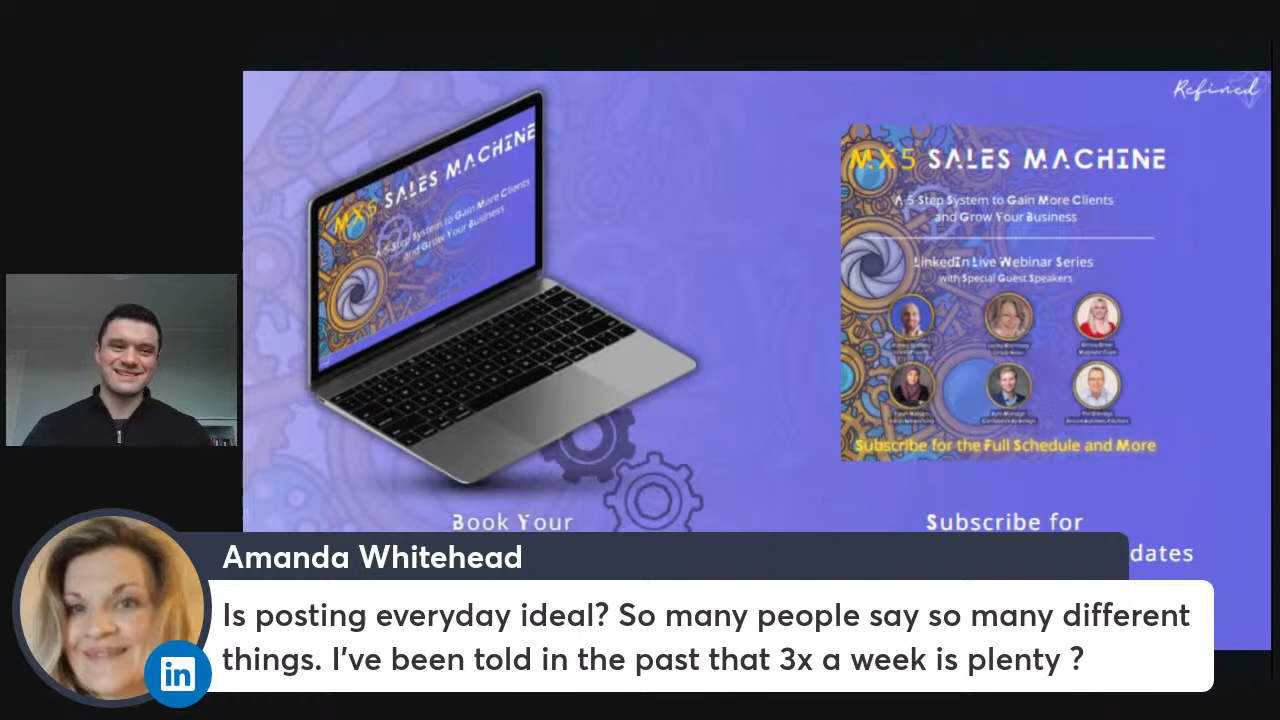 Refined
MX5 SALES MACHINE
A 5 Step System to Gain More Clients
and Grow Your Business
MX5 SALES MACHINE
A 5 Step System to Gain More Clients
and Grow Your Business
LinkedIn Live Webinar Series
with Special Guest Speakers
Subscribe for the Full Schedule and More
Book Your
Subscribe for
dates
Amanda Whitehead
Is posting everyday ideal? So many people say so many different
things. I've been told in the past that 3x a week is plenty ?
in